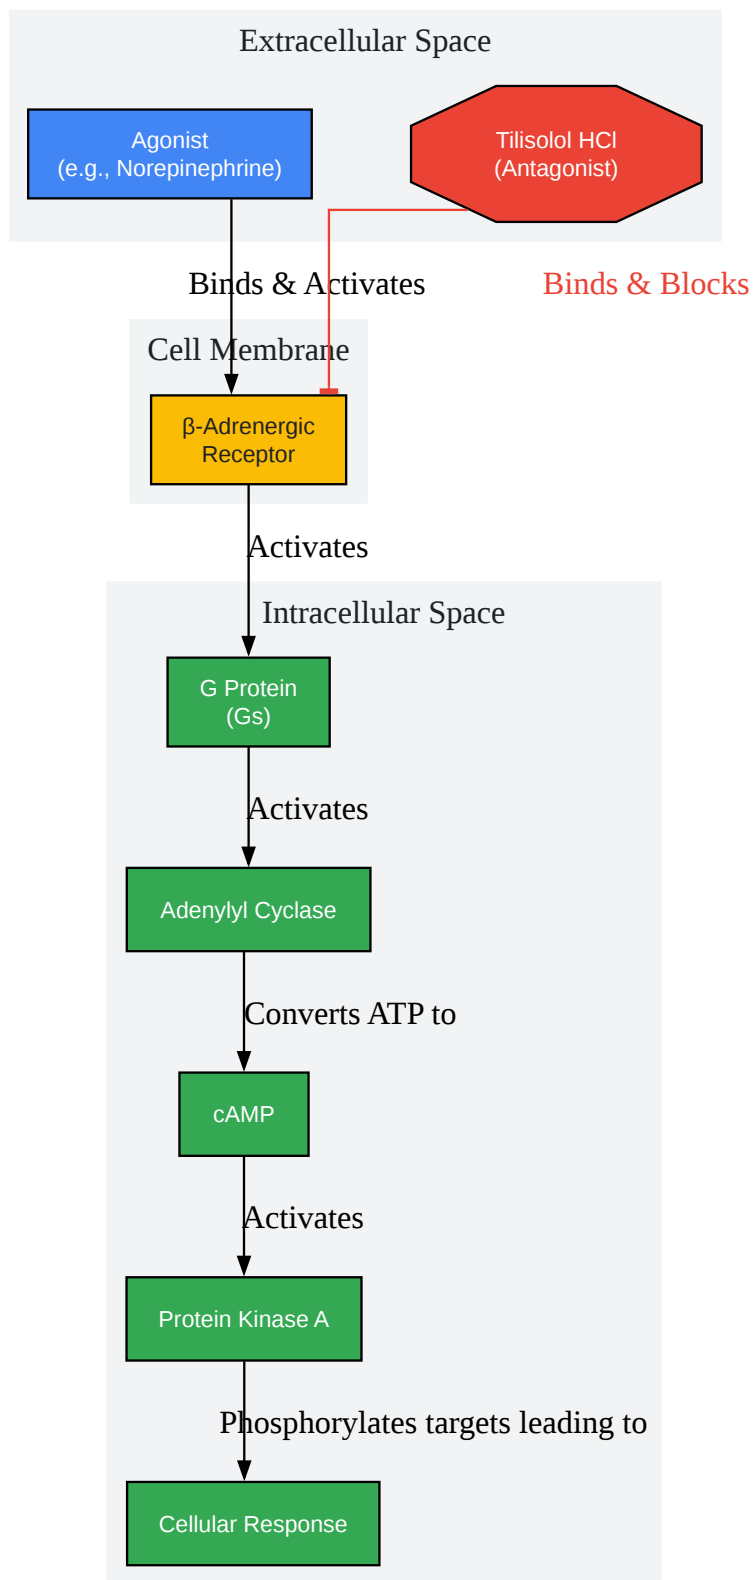 Extracellular Space
Agonist
(e.g., Norepinephrine)
Tilisolol HCl
(Antagonist)
Binds & Activates
Binds & Blocks
Cell Membrane
β-Adrenergic
Receptor
Activates
Intracellular Space
G Protein
(Gs)
Activates
Adenylyl Cyclase
Converts ATP to
cAMP
Activates
Protein Kinase A
Phosphorylates targets leading to
Cellular Response